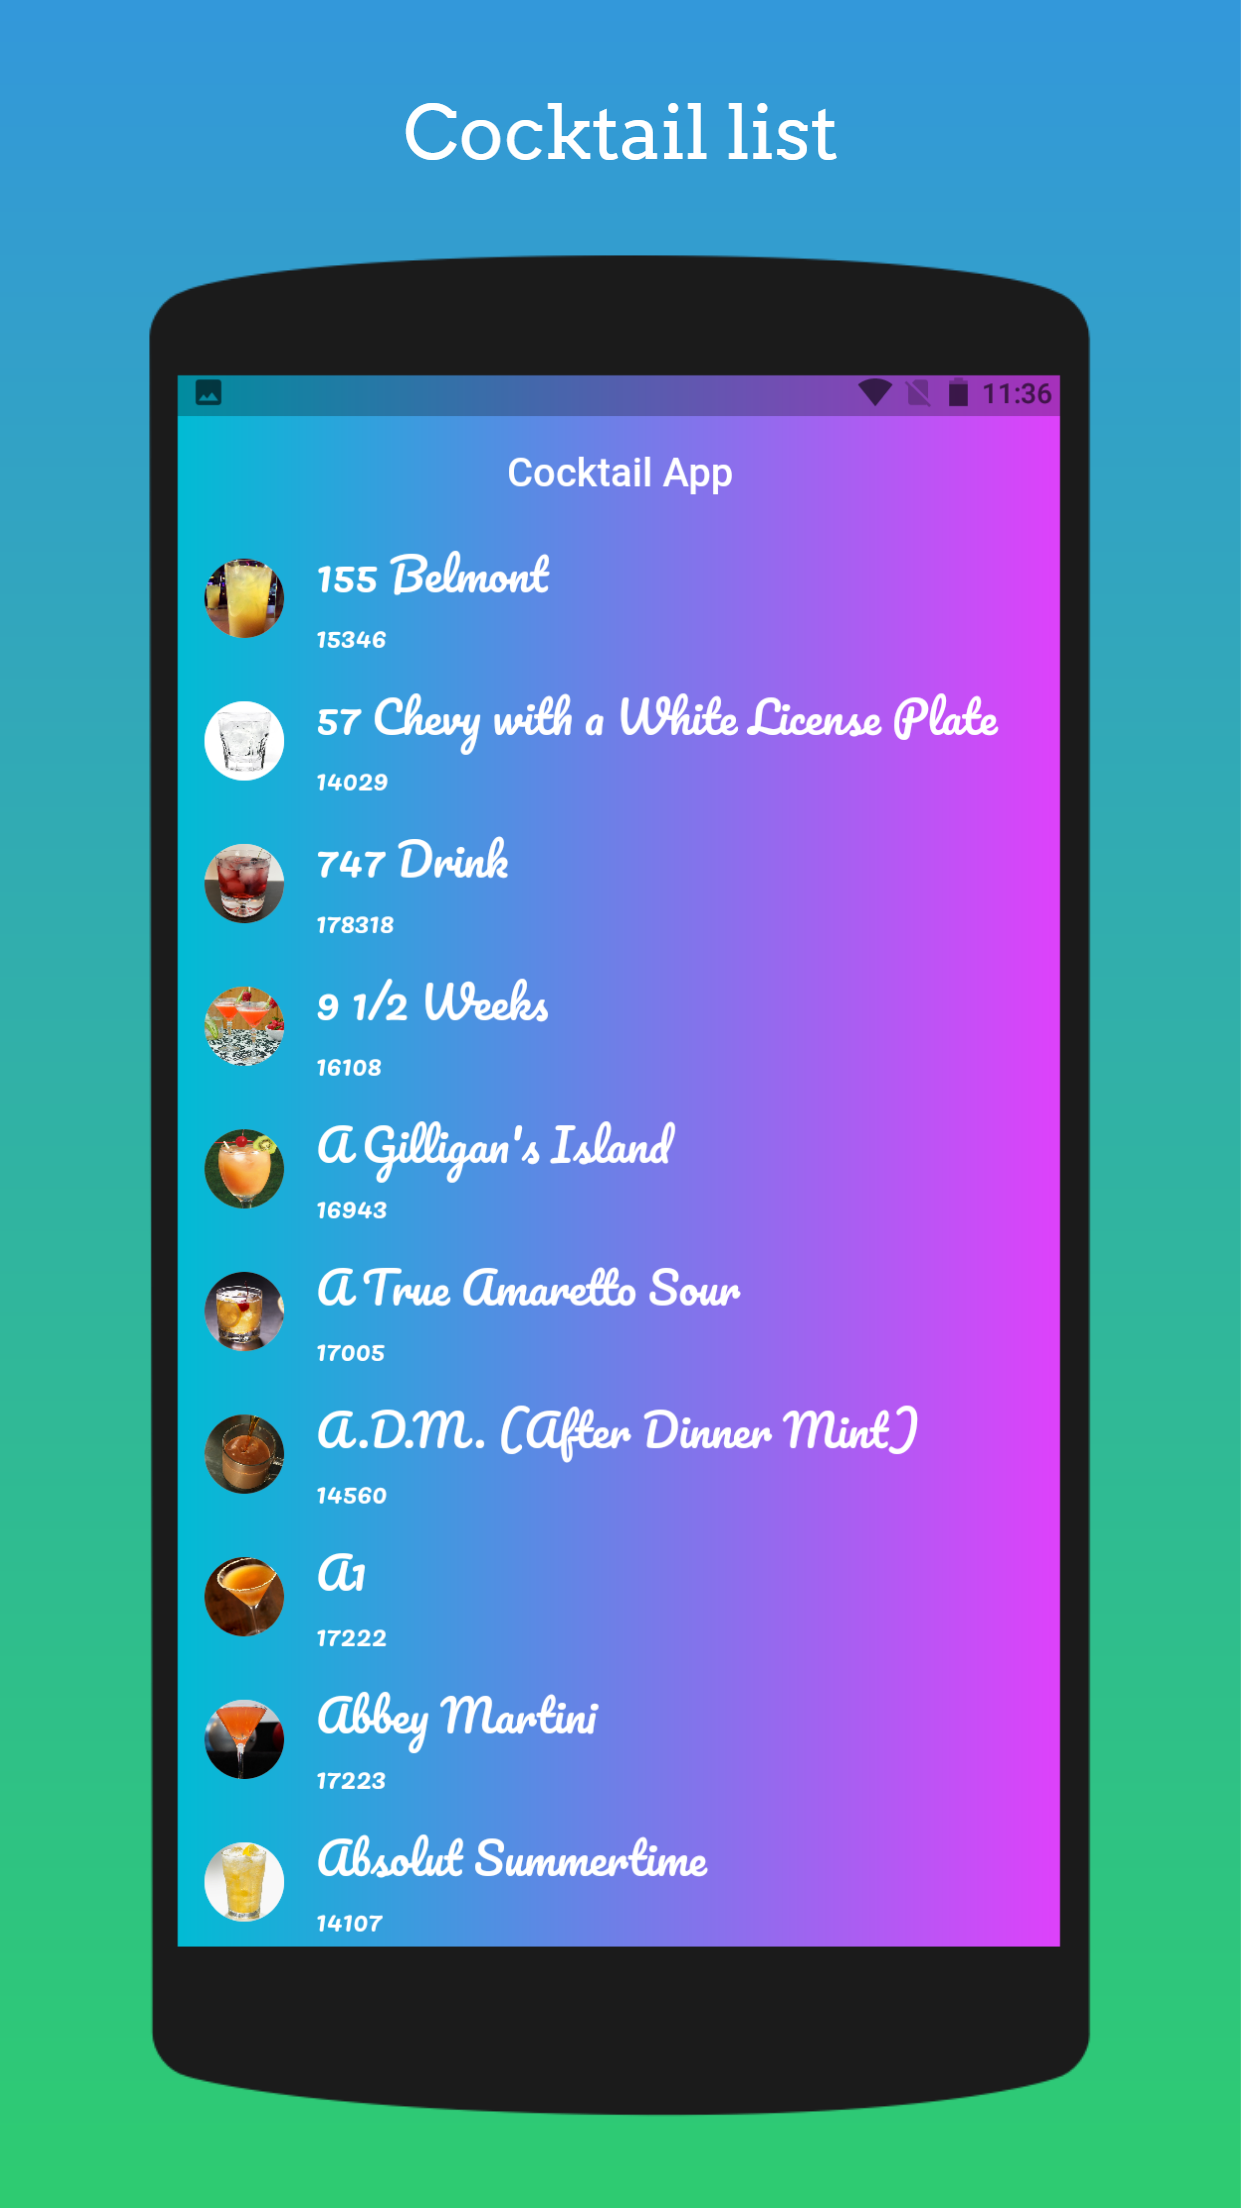 Cocktail list
11:36
Cocktail App
155 Belmont
15346
57 Chevy with a White License Plate
14029
747 Drink
178318
9 1/2 Weeks
16108
A Gilligan's Island
16943
A True Amaretto Sour
17005
A.D.M. (After Dinner Mint)
14560
A1
17222
Abbey Martini
17223
Absolut Summertime
14107